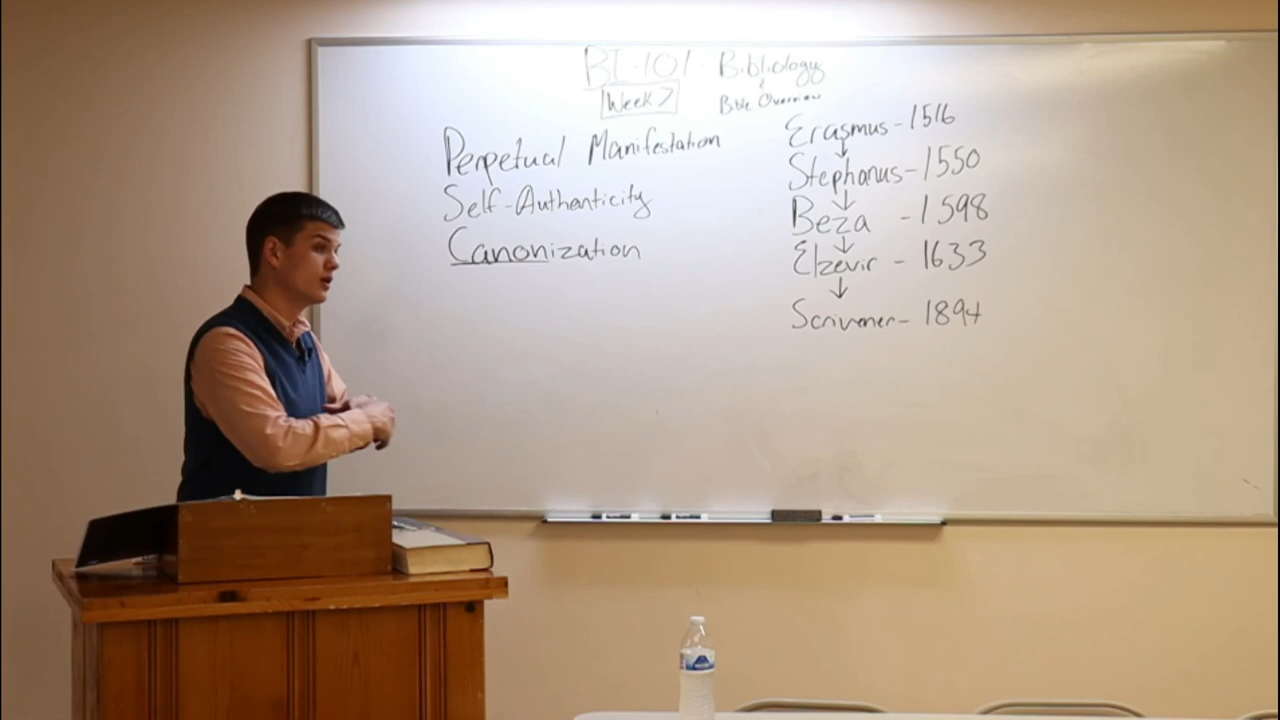 BI-101 - Bibliology
&
Week 7
Bible Overview
Perpetual Manifestation
Self-Authenticity
Canonization
Erasmus - 1516
↓
Stephanus - 1550
↓
Beza - 1598
↓
Elzevir - 1633
↓
Scrivener - 1894